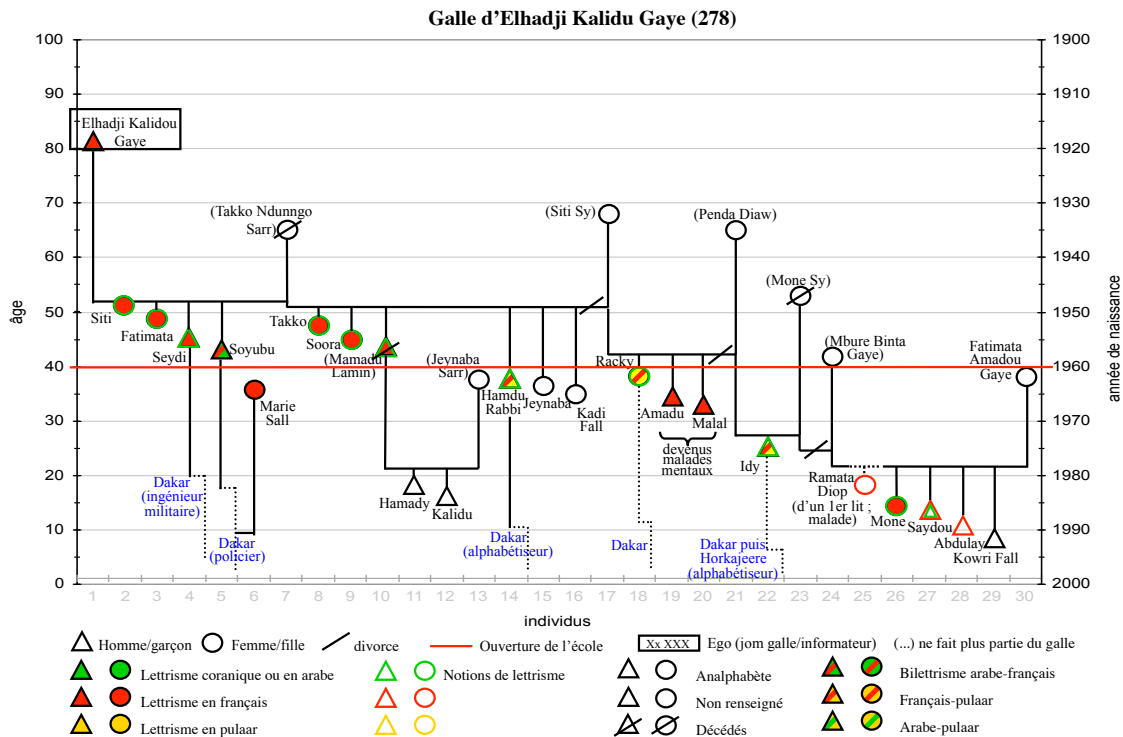 Galle d'Elhadji Kalidu Gaye (278)
100
90
80
70
60
50
40
30
20
10
0
âge
1900
1910
1920
1930
1940
1950
1960
1970
1980
1990
2000
année de naissance
Elhadji Kalidou
Gaye
(Takko Ndunngo
Sarr)
(Siti Sy)
(Penda Diaw)
(Mone Sy)
Siti
Fatimata
Seydi
Soyubu
Marie
Sall
Takko
Soora
(Mamadu
Lamin)
(Jeynaba
Sarr)
Hamdu
Rabbi
Jeynaba
Kadi
Fall
Racky
Amadu
Malal
devenus
malades
mentaux
(Mbure Binta
Gaye)
Fatimata
Amadou
Gaye
Idy
Ramata
Diop
(d'un 1er lit ;
malade)
Mone
Saydou
Abdulay
Kowri Fall
Hamady
Kalidu
Dakar
(ingénieur
militaire)
Dakar
(policier)
Dakar
(alphabétiseur)
Dakar
Dakar puis
Horkajeere
(alphabétiseur)
1 2 3 4 5 6 7 8 9 10 11 12 13 14 15 16 17 18 19 20 21 22 23 24 25 26 27 28 29 30
individus
Homme/garçon Femme/fille divorce Ouverture de l'école Xx XXX Ego (jom galle/informateur) (...) ne fait plus partie du galle
Lettrisme coranique ou en arabe Notions de lettrisme Analphabète Bilettrisme arabe-français
Lettrisme en français Non renseigné Français-pulaar
Lettrisme en pulaar Décédés Arabe-pulaar